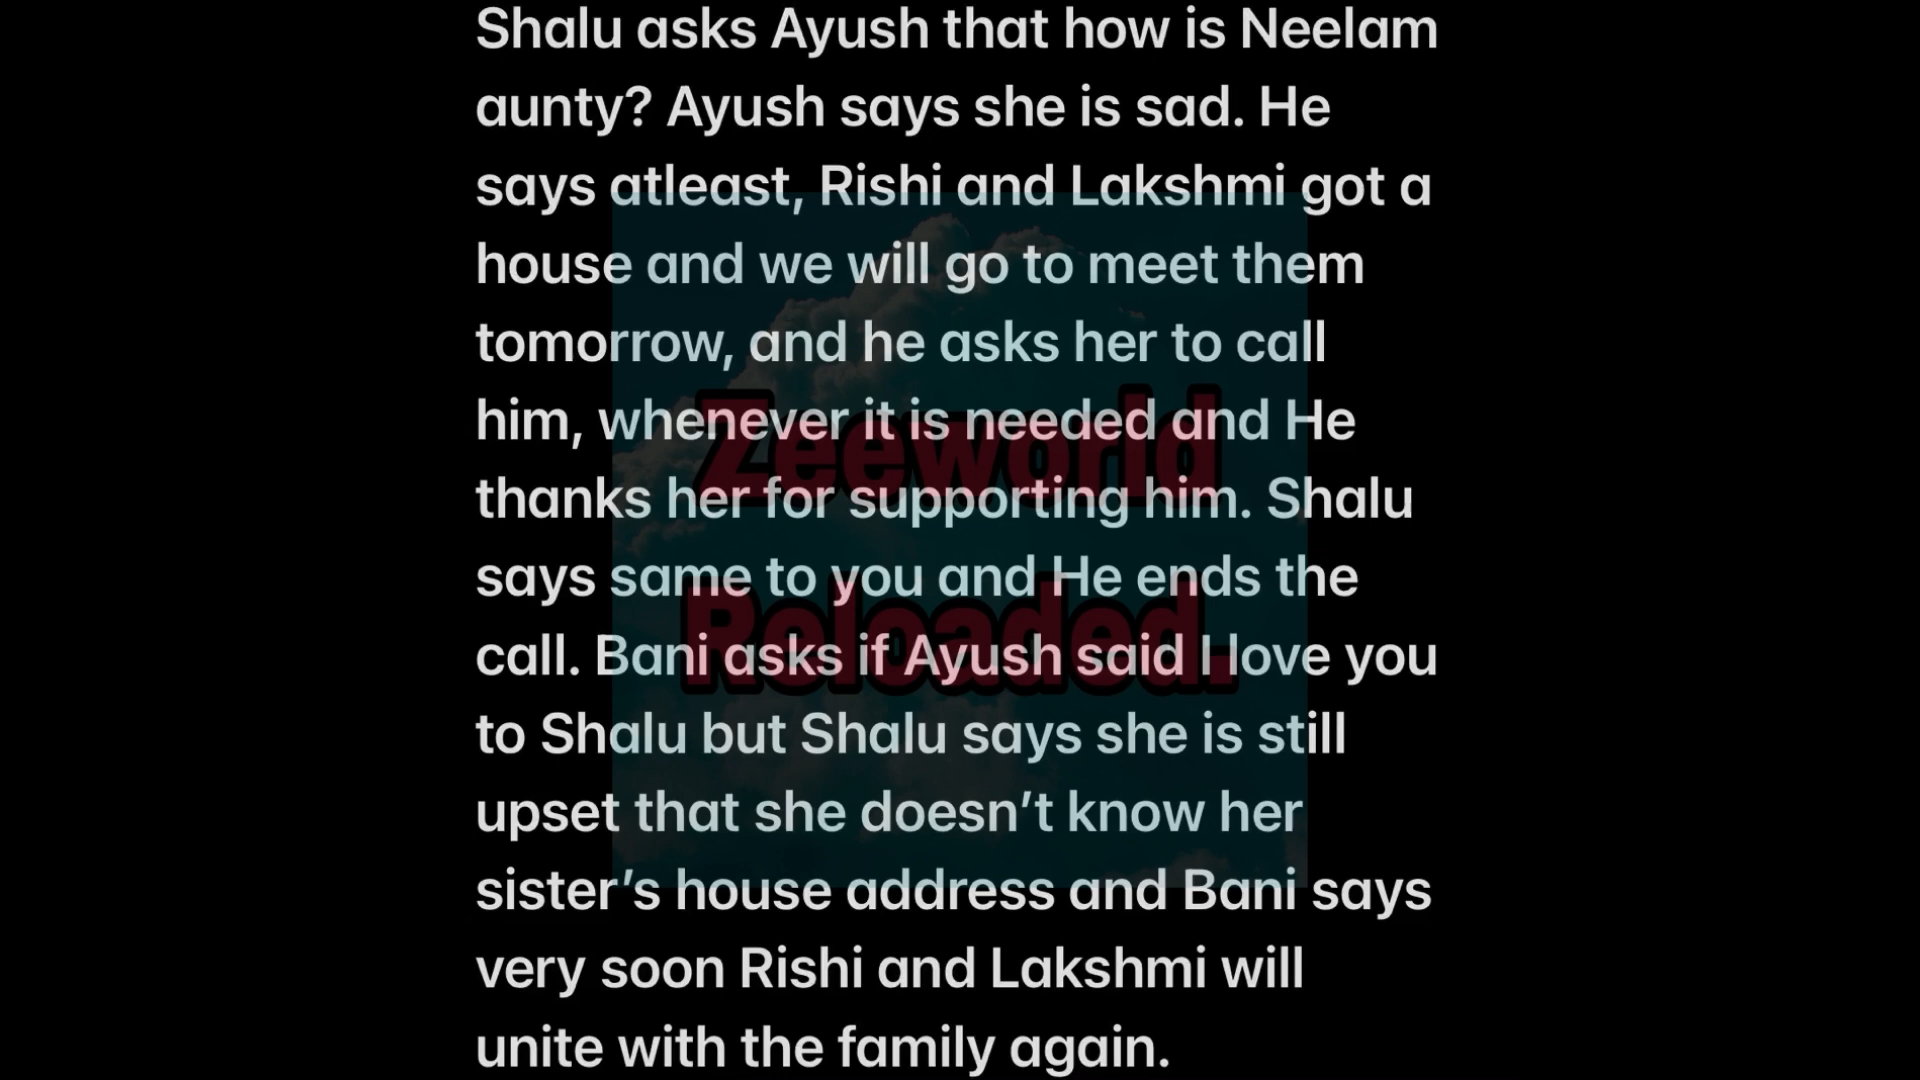 Shalu asks Ayush that how is Neelam
aunty? Ayush says she is sad. He
says atleast, Rishi and Lakshmi got a
house and we will go to meet them
tomorrow, and he asks her to call
him, whenever it is needed and He
thanks her for supporting him. Shalu
says same to you and He ends the
call. Bani asks if Ayush said I love you
to Shalu but Shalu says she is still
upset that she doesn’t know her
sister’s house address and Bani says
very soon Rishi and Lakshmi will
unite with the family again.
Zeeworld
Reloaded.